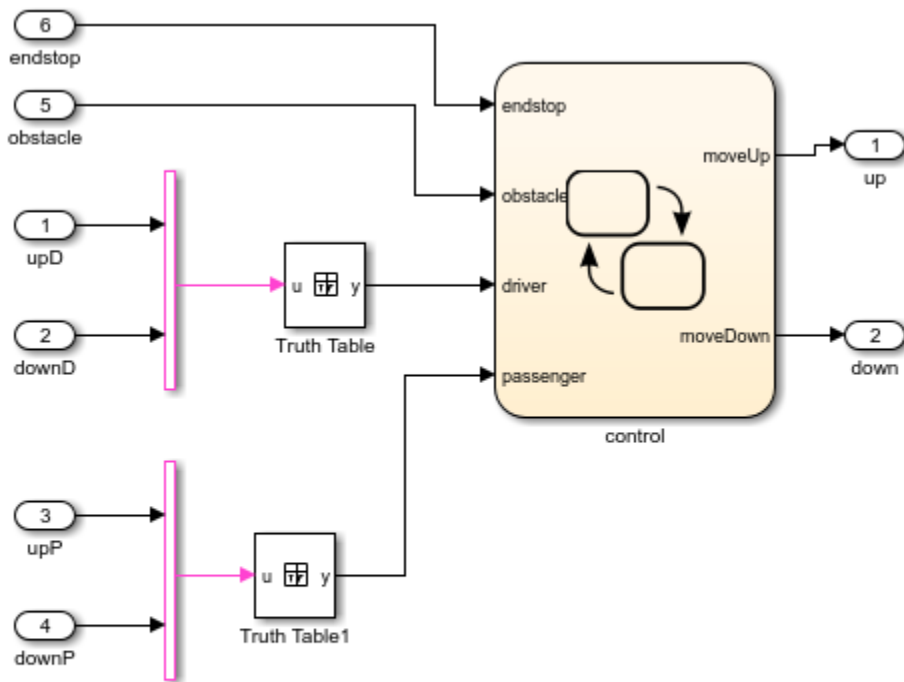 6
endstop
5
obstacle
1
upD
2
downD
u y
Truth Table
3
upP
4
downP
u y
Truth Table1
endstop
obstacle
driver
passenger
moveUp
moveDown
control
1
up
2
down